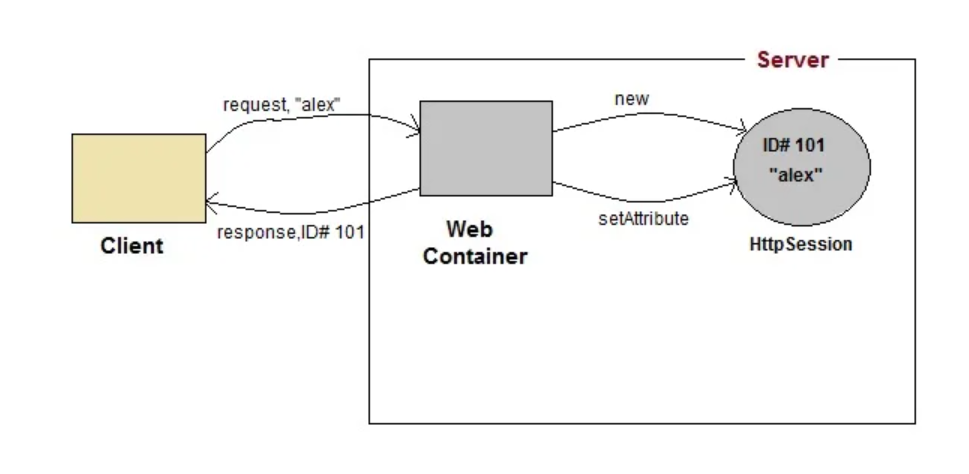 Server
request, "alex"
new
ID# 101
"alex"
setAttribute
response,ID# 101
Client
Web
Container
HttpSession